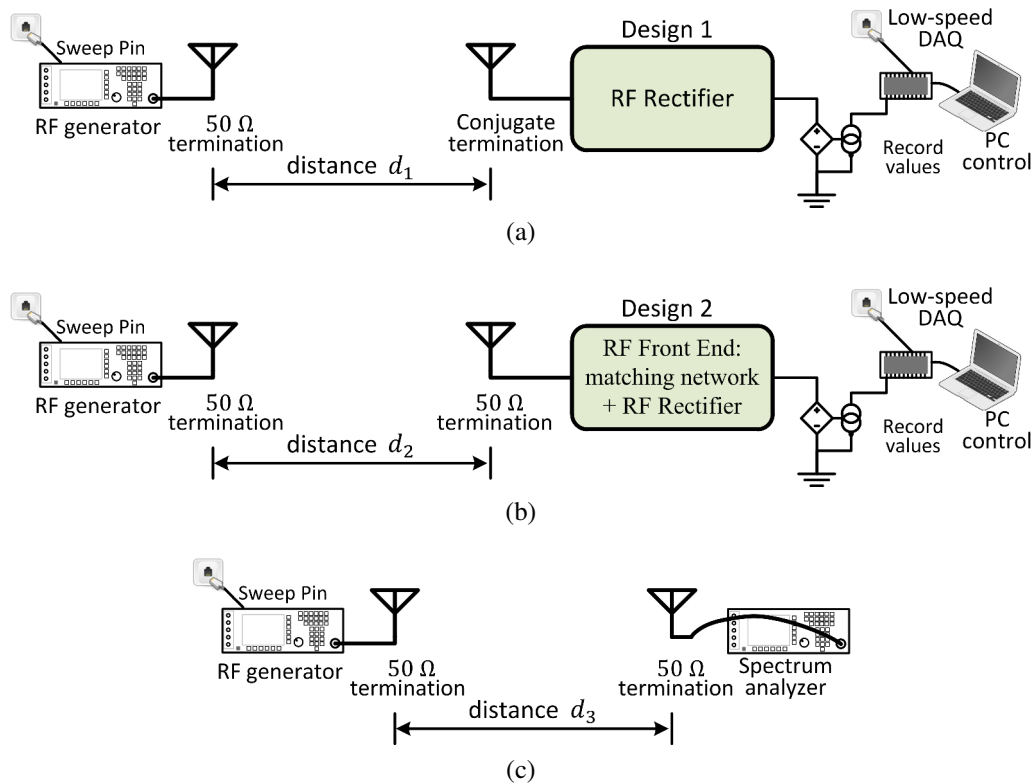 Design 1
Low-speed
DAQ
Sweep Pin
RF Rectifier
RF generator
50 Ω
termination
Conjugate
termination
Record
values
PC
control
distance d₁
(a)
Design 2
Low-speed
DAQ
Sweep Pin
RF Front End:
matching network
+ RF Rectifier
RF generator
50 Ω
termination
50 Ω
termination
Record
values
PC
control
distance d₂
(b)
Sweep Pin
RF generator
50 Ω
termination
50 Ω
termination
Spectrum
analyzer
distance d₃
(c)